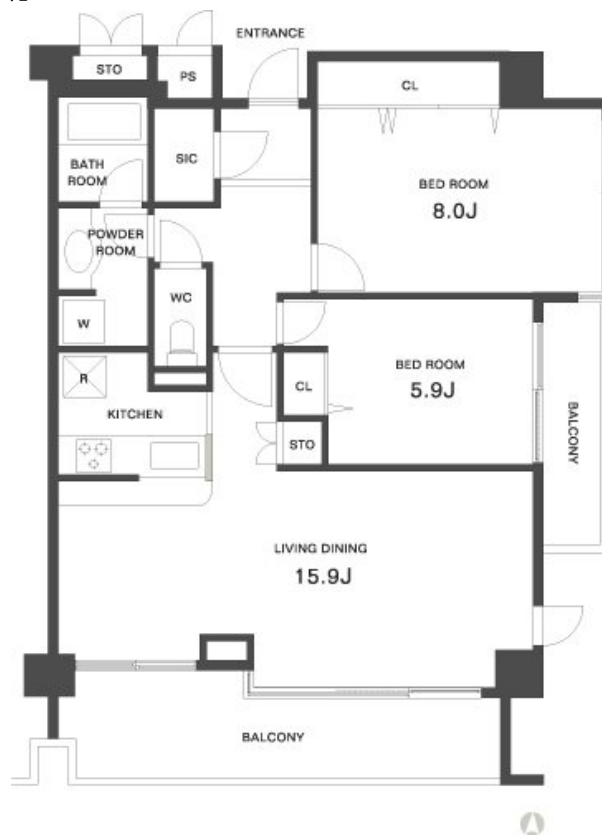 ENTRANCE
STO
PS
CL
BATH
ROOM
SIC
BED ROOM
8.0J
POWDER
ROOM
WC
W
BED ROOM
5.9J
R
CL
KITCHEN
STO
BALCONY
LIVING DINING
15.9J
BALCONY